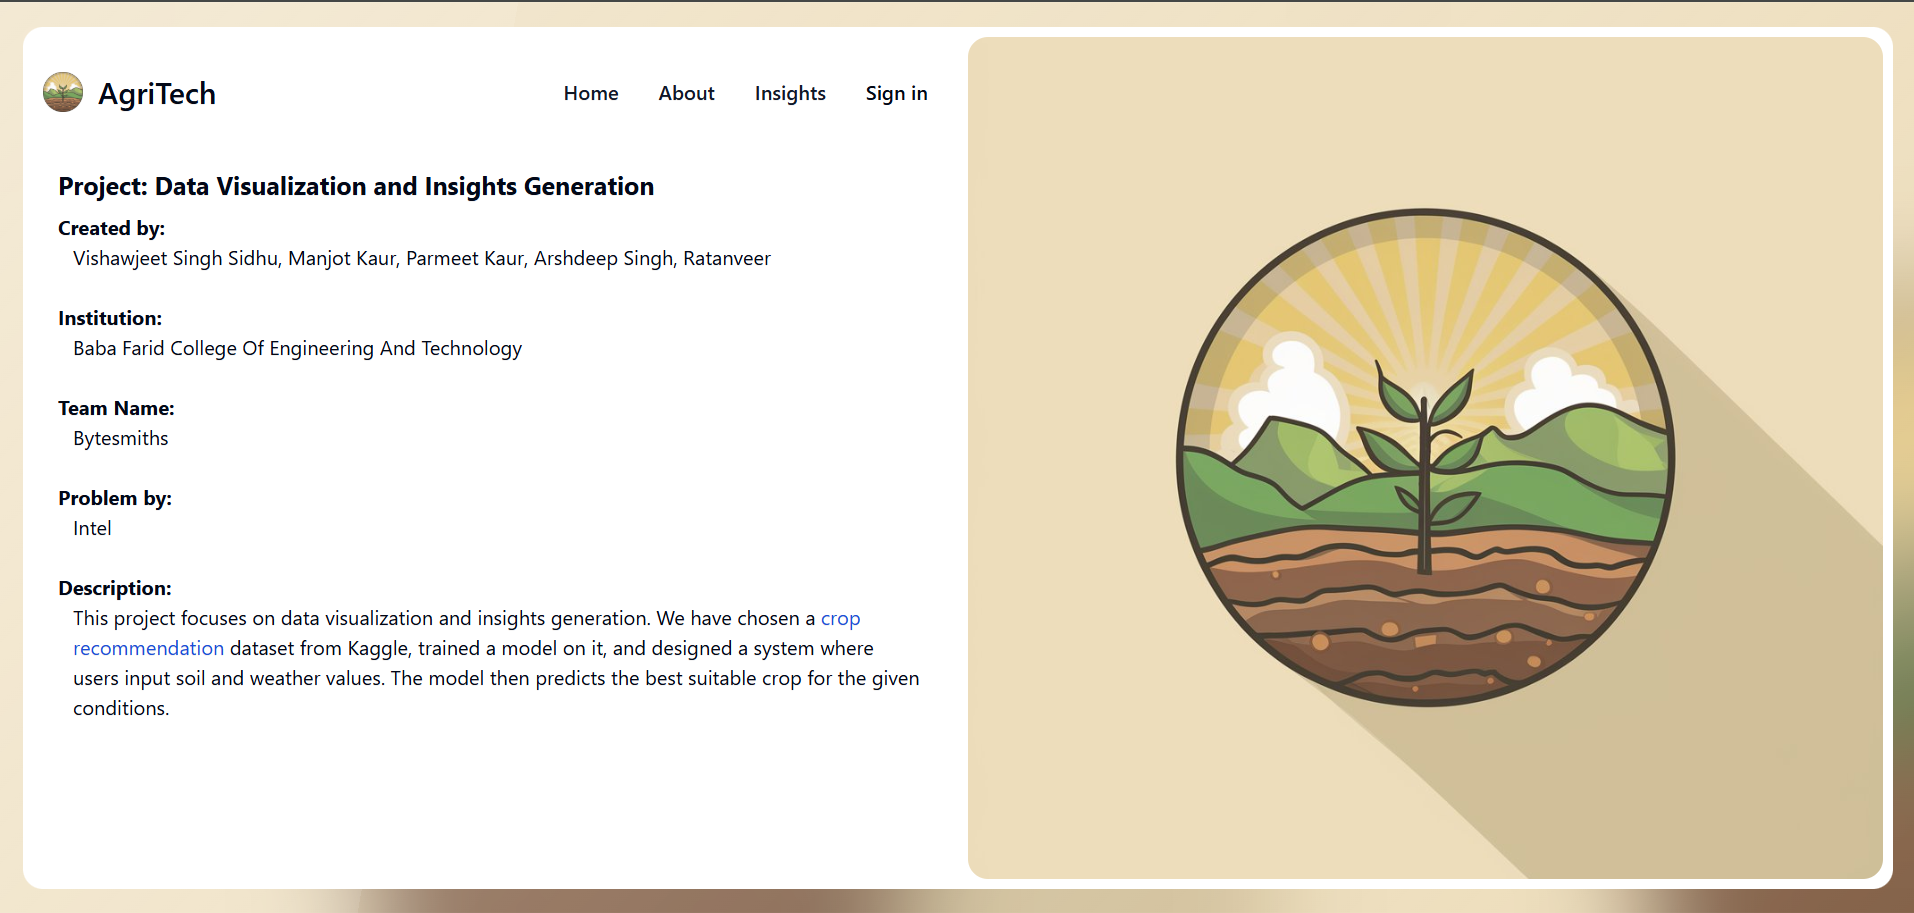 AgriTech
Home About Insights Sign in
Project: Data Visualization and Insights Generation
Created by:
Vishawjeet Singh Sidhu, Manjot Kaur, Parmeet Kaur, Arshdeep Singh, Ratanveer
Institution:
Baba Farid College Of Engineering And Technology
Team Name:
Bytesmiths
Problem by:
Intel
Description:
This project focuses on data visualization and insights generation. We have chosen a crop
recommendation dataset from Kaggle, trained a model on it, and designed a system where
users input soil and weather values. The model then predicts the best suitable crop for the given
conditions.